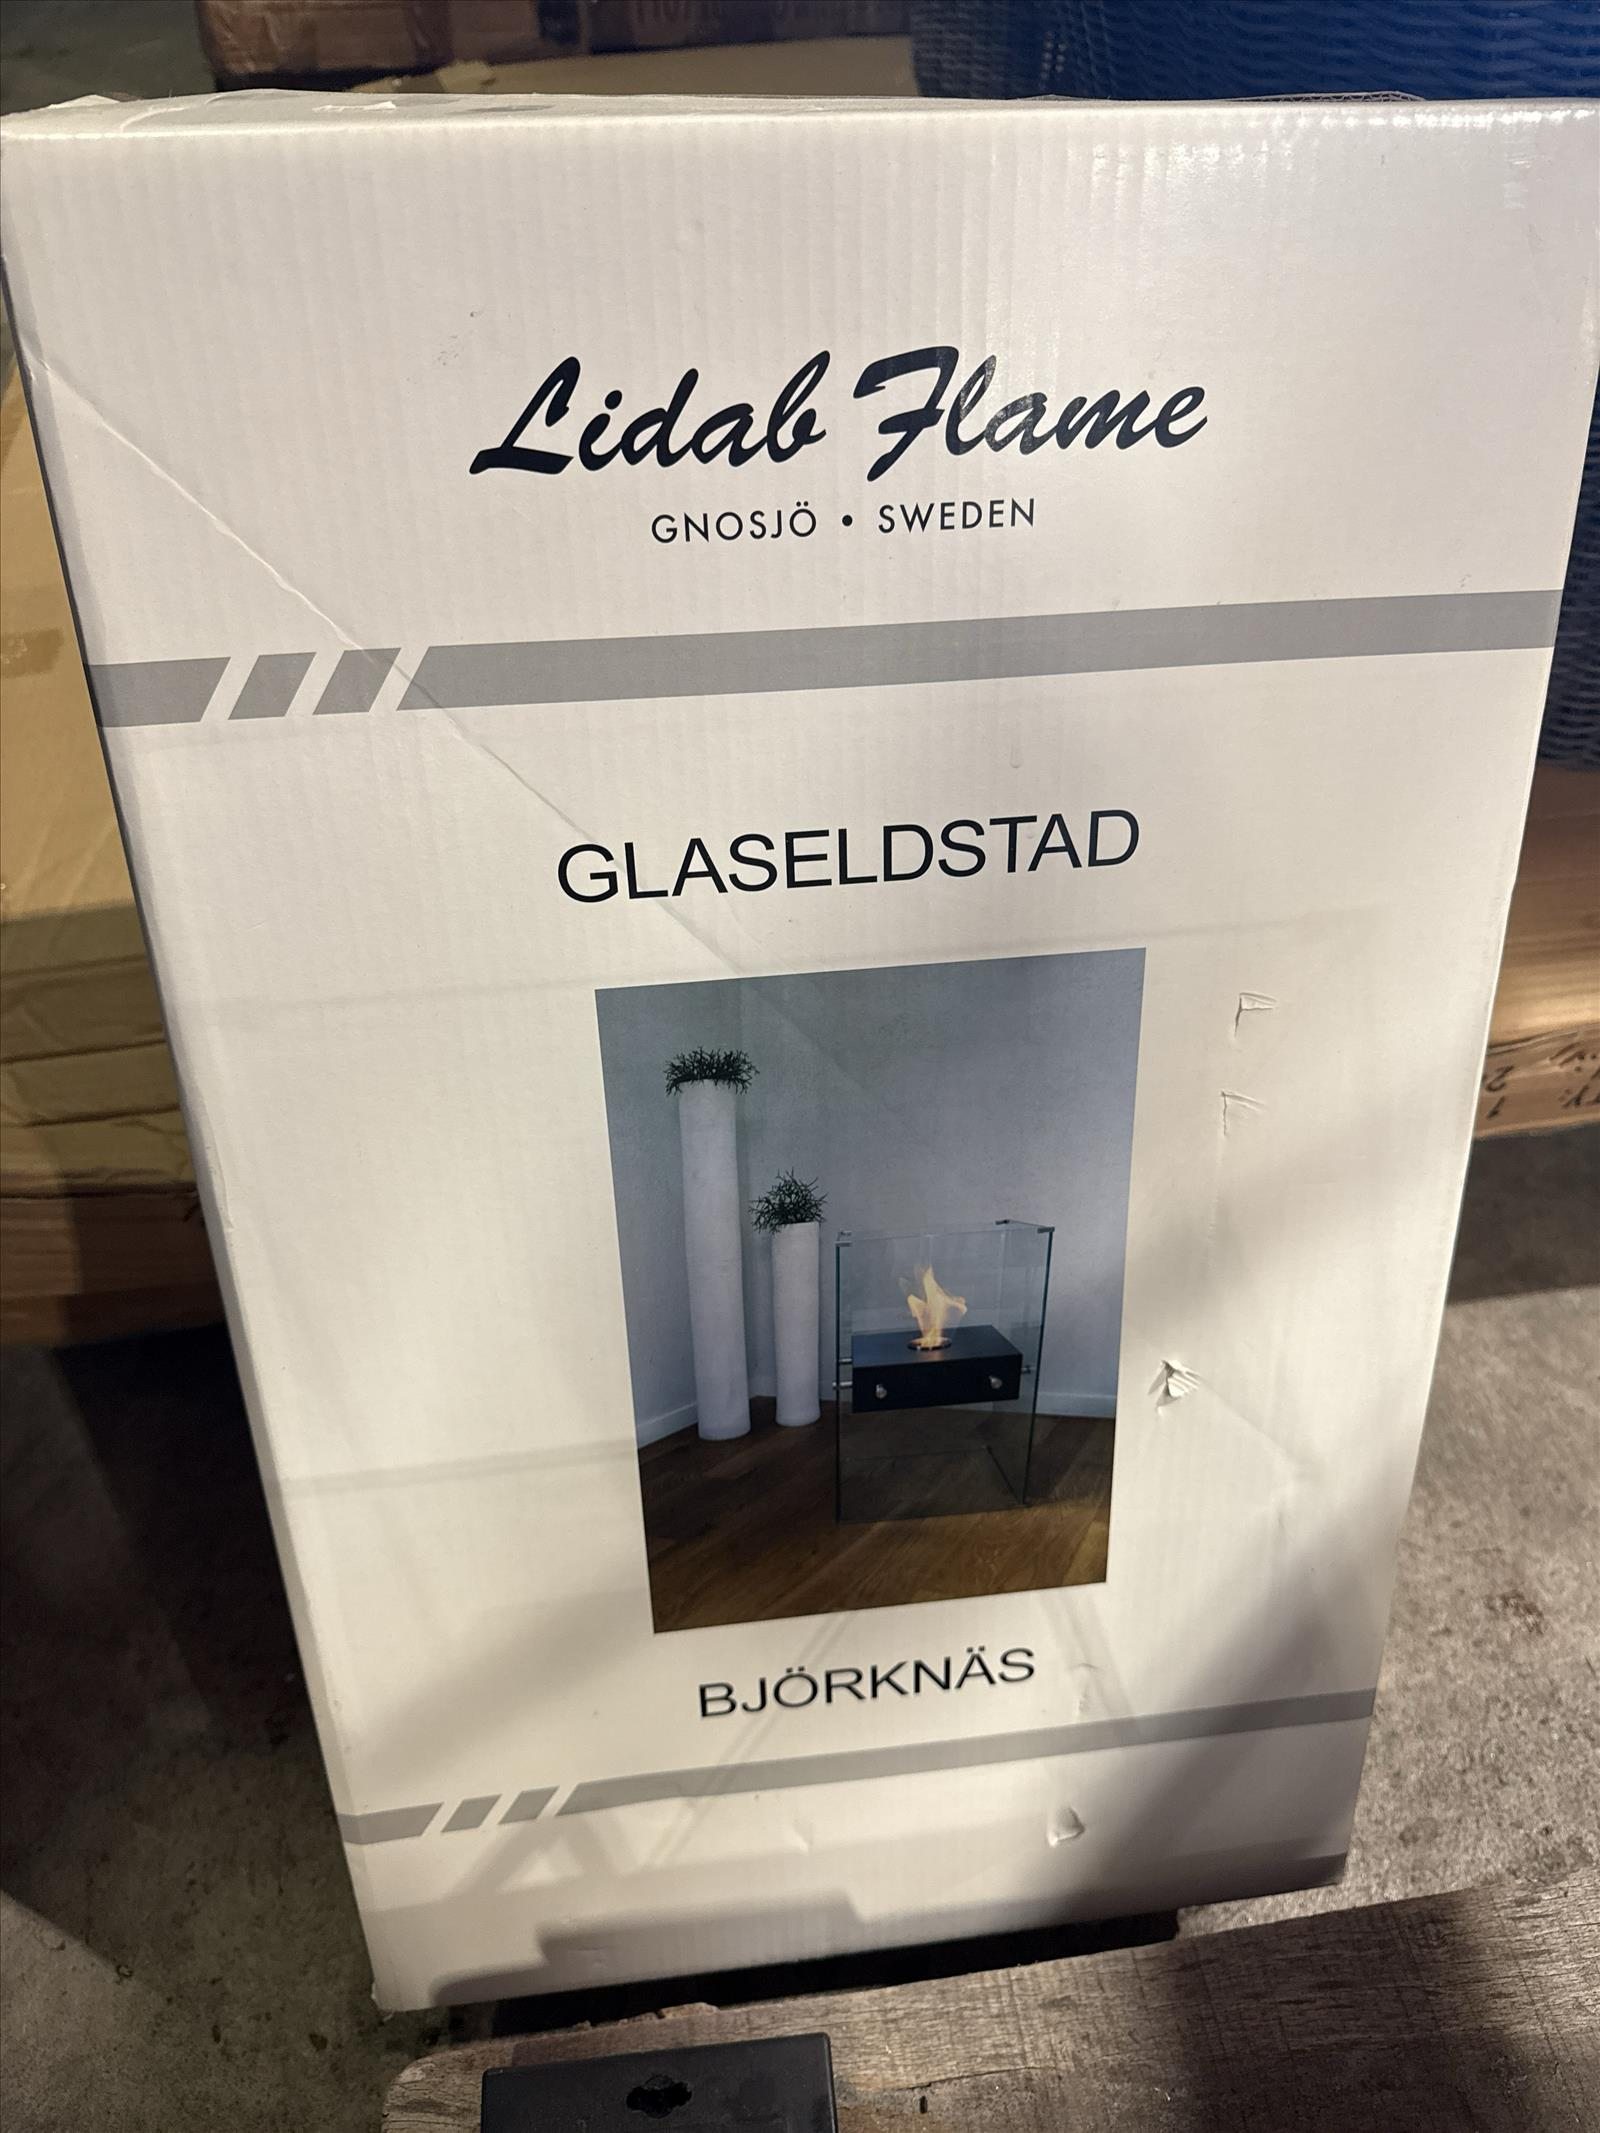 Lidab Flame
GNOSJÖ • SWEDEN
GLASELDSTAD
BJÖRKNÄS